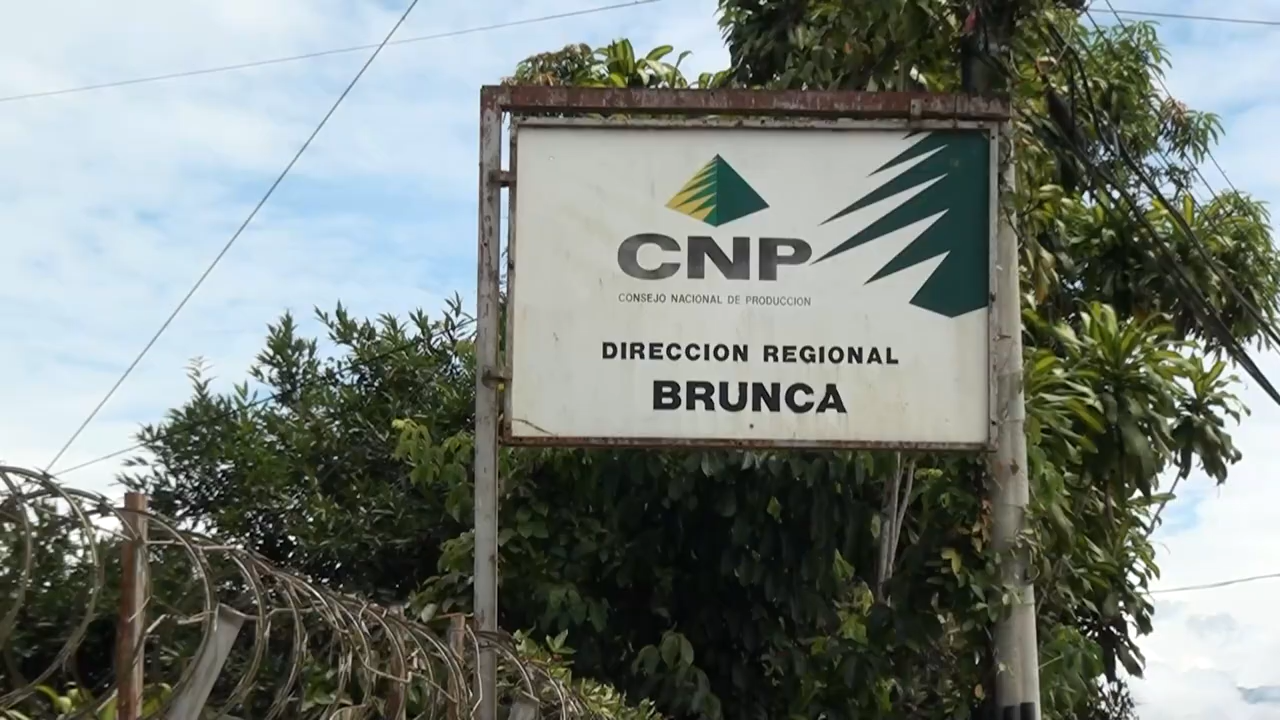 CNP
CONSEJO NACIONAL DE PRODUCCION
DIRECCION REGIONAL
BRUNCA